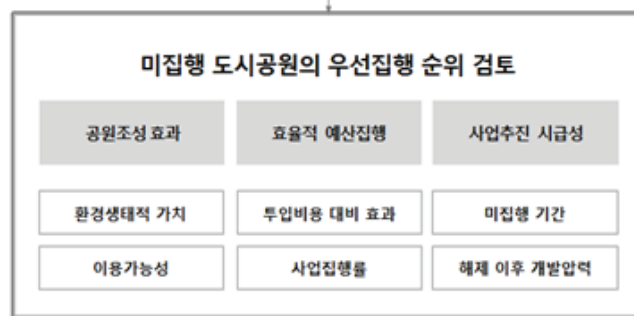 미집행 도시공원의 우선집행 순위 검토
공원조성 효과 효율적 예산집행 사업추진 시급성
환경생태적 가치 투입비용 대비 효과 미집행 기간
이용가능성 사업집행률 해제 이후 개발압력